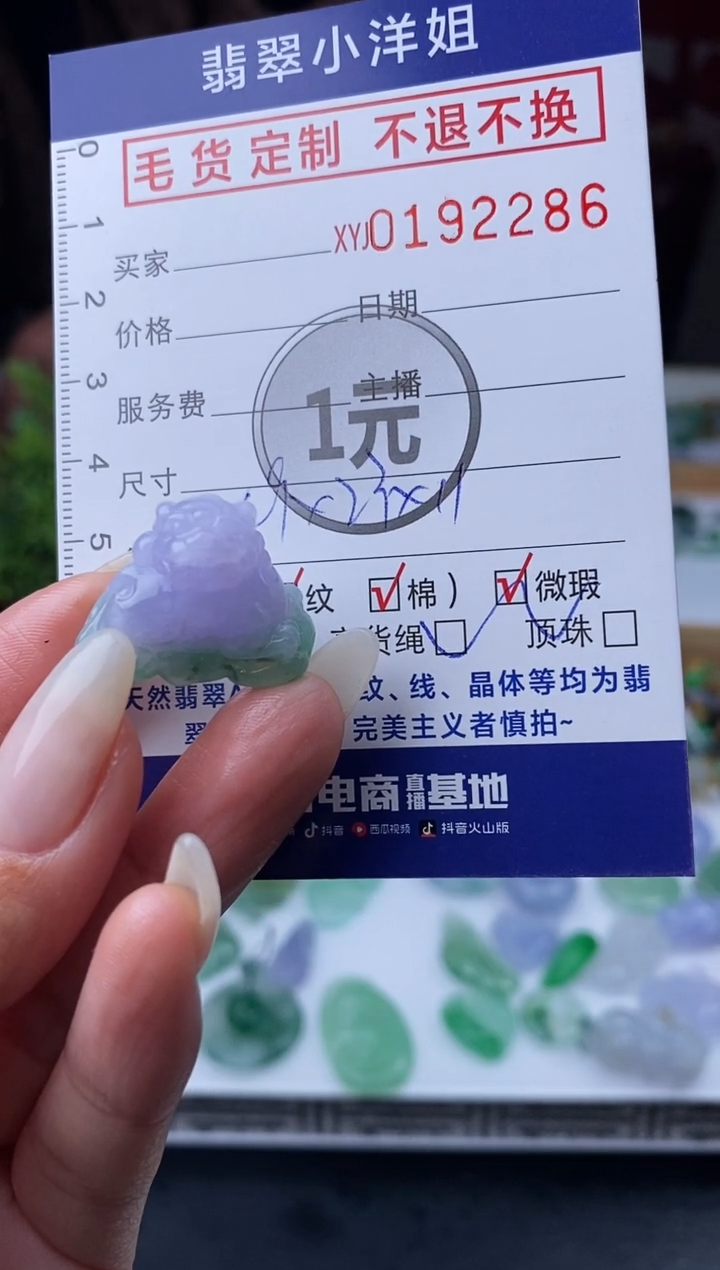 翡翠小洋姐
毛货定制 不退不换
XYJ0192286
买家
日期
价格
主播
服务费
1元
尺寸
x23x11
纹 棉） 微瑕
货绳 顶珠
天然翡翠 纹、线、晶体等均为翡
翠 完美主义者慎拍~
电商直播基地
抖音 西瓜视频 抖音火山版
0
1
2
3
4
5